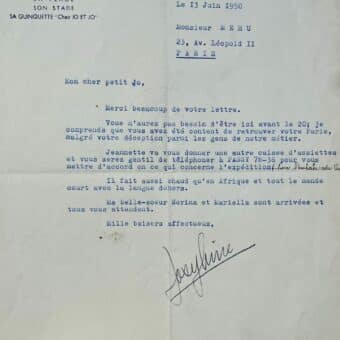 SON STADE
SA GUINGUETTE "Chez JO ET JO"
Le 13 Juin 1950
Monsieur M E H U
23, Av. Léopold II
P A R I S
Mon cher petit Jo,
Merci beaucoup de votre lettre.
Vous n'aurez pas besoin d'être ici avant le 20; je
comprends que vous avez été content de retrouver votre Paris,
malgré votre déception parmi les gens de notre métier.
Jeannette va vous donner une autre caisse d'assiettes
et vous serez gentil de téléphoner à PASSY 78-36 pour vous
mettre d'accord en ce qui concerne l'expédition
Il fait aussi chaud qu'en Afrique et tout le monde
court avec la langue dehors.
Ma belle-soeur Nerina et Mariella sont arrivées et
tous vous attendent.
Mille baisers affectueux,
Josephine